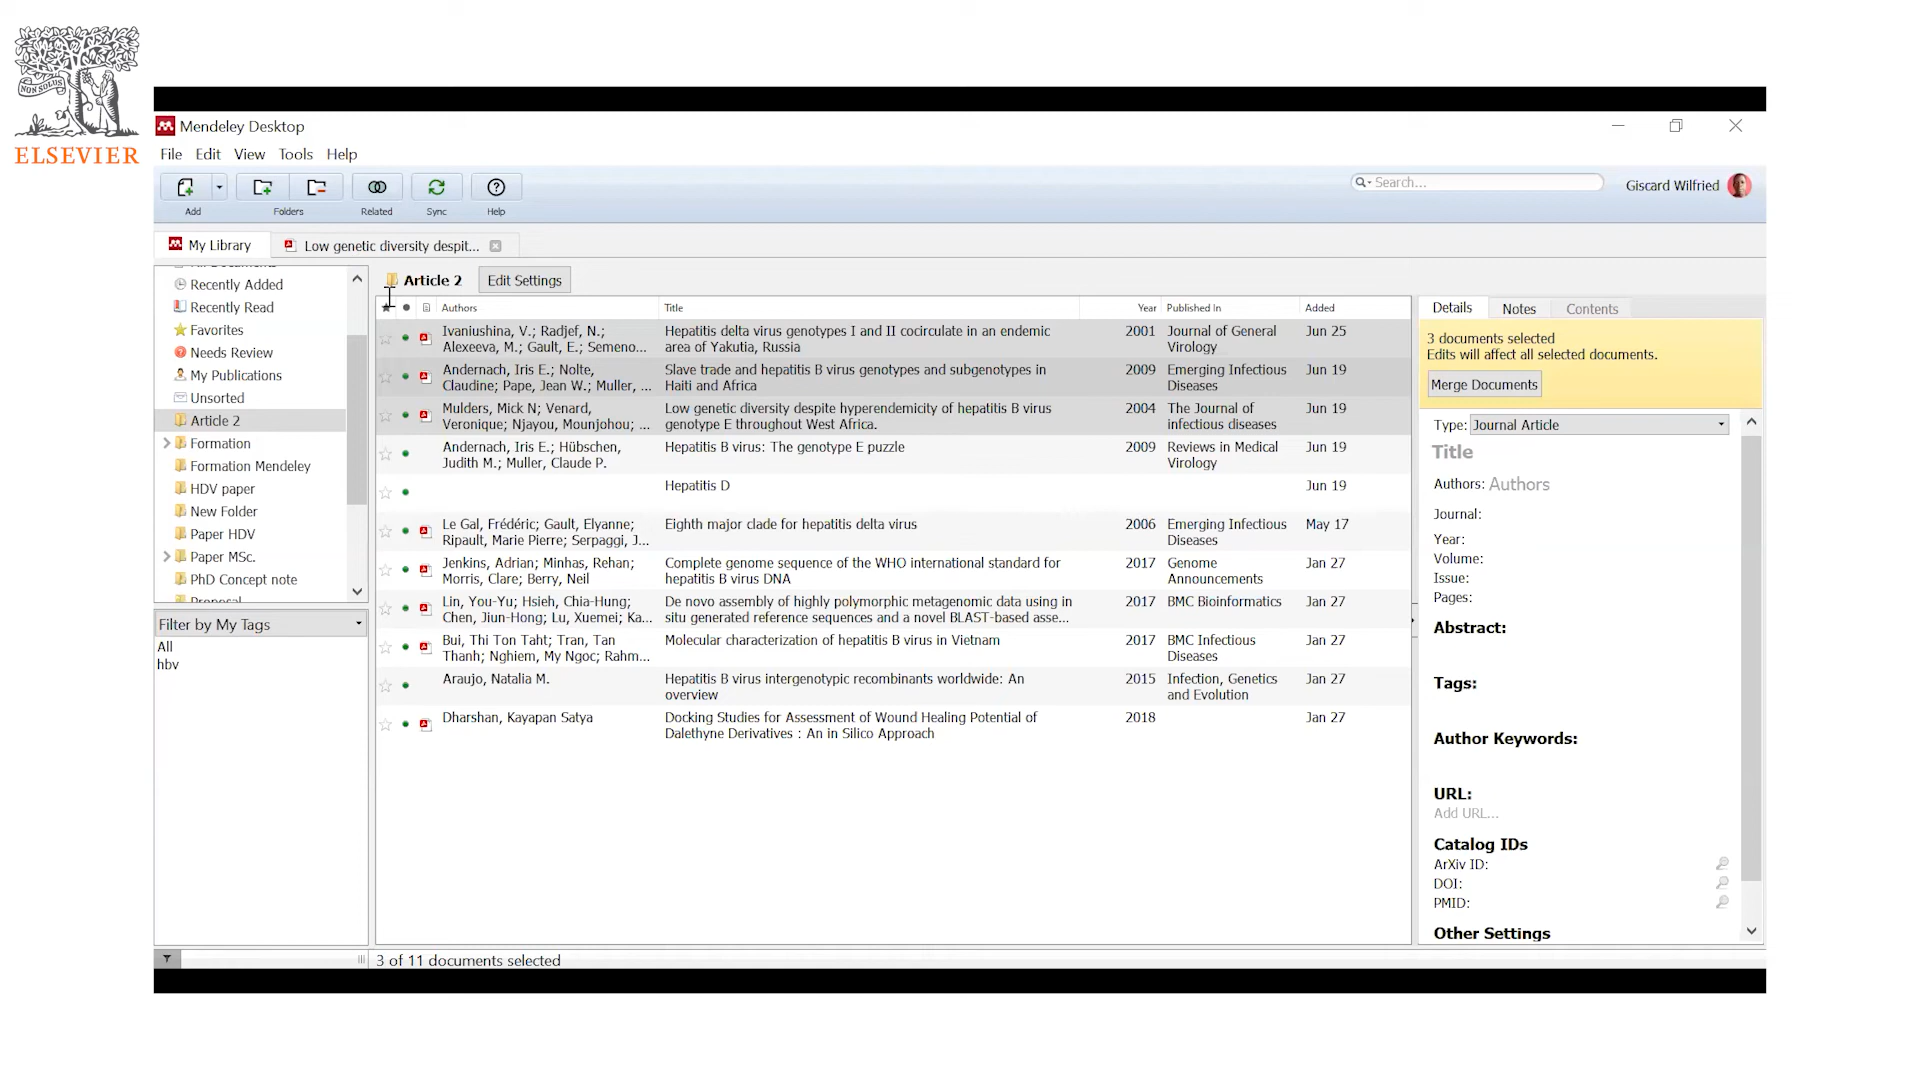 NON SOLUS
ELSEVIER
Mendeley Desktop
File Edit View Tools Help
Add Folders Related Sync Help
Search...
Giscard Wilfried
My Library
Low genetic diversity despit...
All Documents
Recently Added
Recently Read
Favorites
Needs Review
My Publications
Unsorted
Article 2
Formation
Formation Mendeley
HDV paper
New Folder
Paper HDV
Paper MSc.
PhD Concept note
Proposal
Filter by My Tags
All
hbv
Article 2 Edit Settings
Authors Title Year Published In Added
Ivaniushina, V.; Radjef, N.; Hepatitis delta virus genotypes I and II cocirculate in an endemic 2001 Journal of General Jun 25
Alexeeva, M.; Gault, E.; Semeno... area of Yakutia, Russia Virology
Andernach, Iris E.; Nolte, Slave trade and hepatitis B virus genotypes and subgenotypes in 2009 Emerging Infectious Jun 19
Claudine; Pape, Jean W.; Muller, ... Haiti and Africa Diseases
Mulders, Mick N; Venard, Low genetic diversity despite hyperendemicity of hepatitis B virus 2004 The Journal of Jun 19
Veronique; Njayou, Mounjohou; ... genotype E throughout West Africa. infectious diseases
Andernach, Iris E.; Hübschen, Hepatitis B virus: The genotype E puzzle 2009 Reviews in Medical Jun 19
Judith M.; Muller, Claude P. Virology
Hepatitis D Jun 19
Le Gal, Frédéric; Gault, Elyanne; Eighth major clade for hepatitis delta virus 2006 Emerging Infectious May 17
Ripault, Marie Pierre; Serpaggi, J... Diseases
Jenkins, Adrian; Minhas, Rehan; Complete genome sequence of the WHO international standard for 2017 Genome Jan 27
Morris, Clare; Berry, Neil hepatitis B virus DNA Announcements
Lin, You-Yu; Hsieh, Chia-Hung; De novo assembly of highly polymorphic metagenomic data using in 2017 BMC Bioinformatics Jan 27
Chen, Jiun-Hong; Lu, Xuemei; Ka... situ generated reference sequences and a novel BLAST-based asse...
Bui, Thi Ton Taht; Tran, Tan Molecular characterization of hepatitis B virus in Vietnam 2017 BMC Infectious Jan 27
Thanh; Nghiem, My Ngoc; Rahm... Diseases
Araujo, Natalia M. Hepatitis B virus intergenotypic recombinants worldwide: An 2015 Infection, Genetics Jan 27
overview and Evolution
Dharshan, Kayapan Satya Docking Studies for Assessment of Wound Healing Potential of 2018 Jan 27
Dalethyne Derivatives : An in Silico Approach
3 of 11 documents selected
Details Notes Contents
3 documents selected
Edits will affect all selected documents.
Merge Documents
Type: Journal Article
Title
Authors: Authors
Journal:
Year:
Volume:
Issue:
Pages:
Abstract:
Tags:
Author Keywords:
URL:
Add URL...
Catalog IDs
ArXiv ID:
DOI:
PMID:
Other Settings